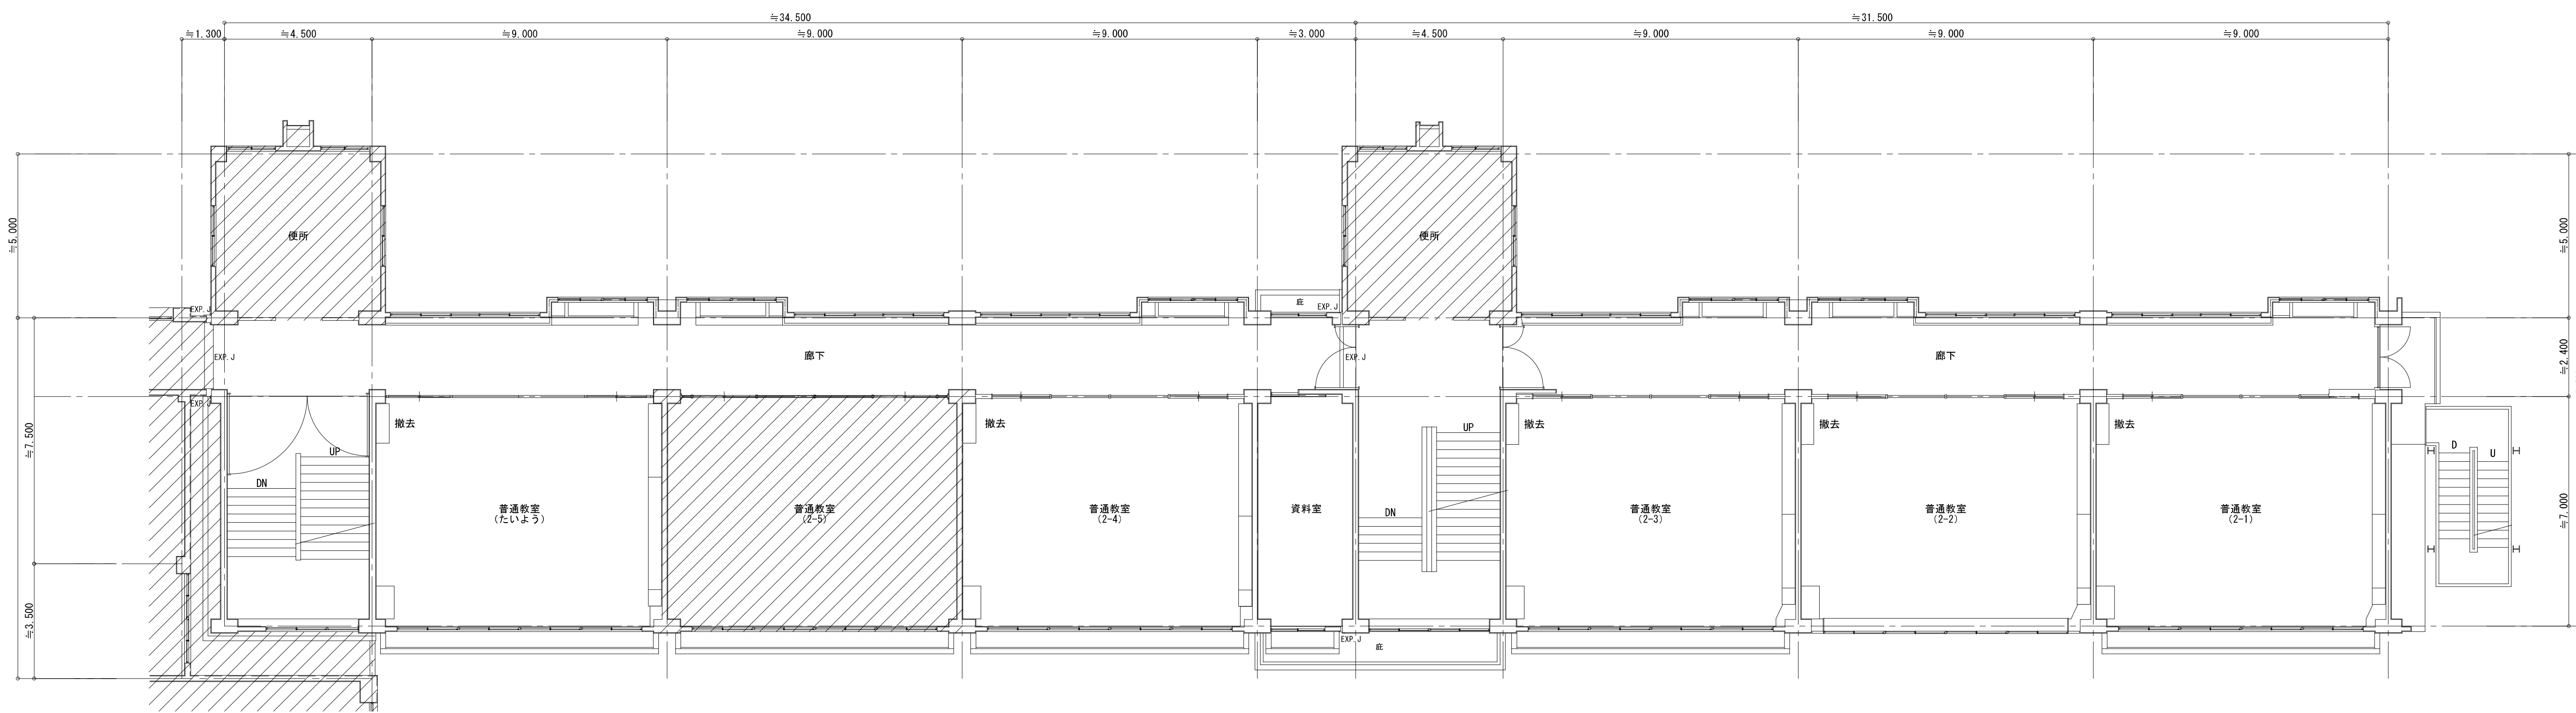 ≒34.500
≒31.500
≒1.300
≒4.500
≒9.000
≒9.000
≒9.000
≒3.000
≒4.500
≒9.000
≒9.000
≒9.000
≒5.000
便所
便所
≒5.000
EXP.J
庇
EXP.J
EXP.J
廊下
EXP.J
廊下
≒2.400
EXP.J
≒7.500
撤去
撤去
撤去
撤去
撤去
UP
UP
D
U
DN
DN
普通教室
(たいよう)
普通教室
(2-5)
普通教室
(2-4)
資料室
普通教室
(2-3)
普通教室
(2-2)
普通教室
(2-1)
≒7.000
≒3.500
EXP.J
庇